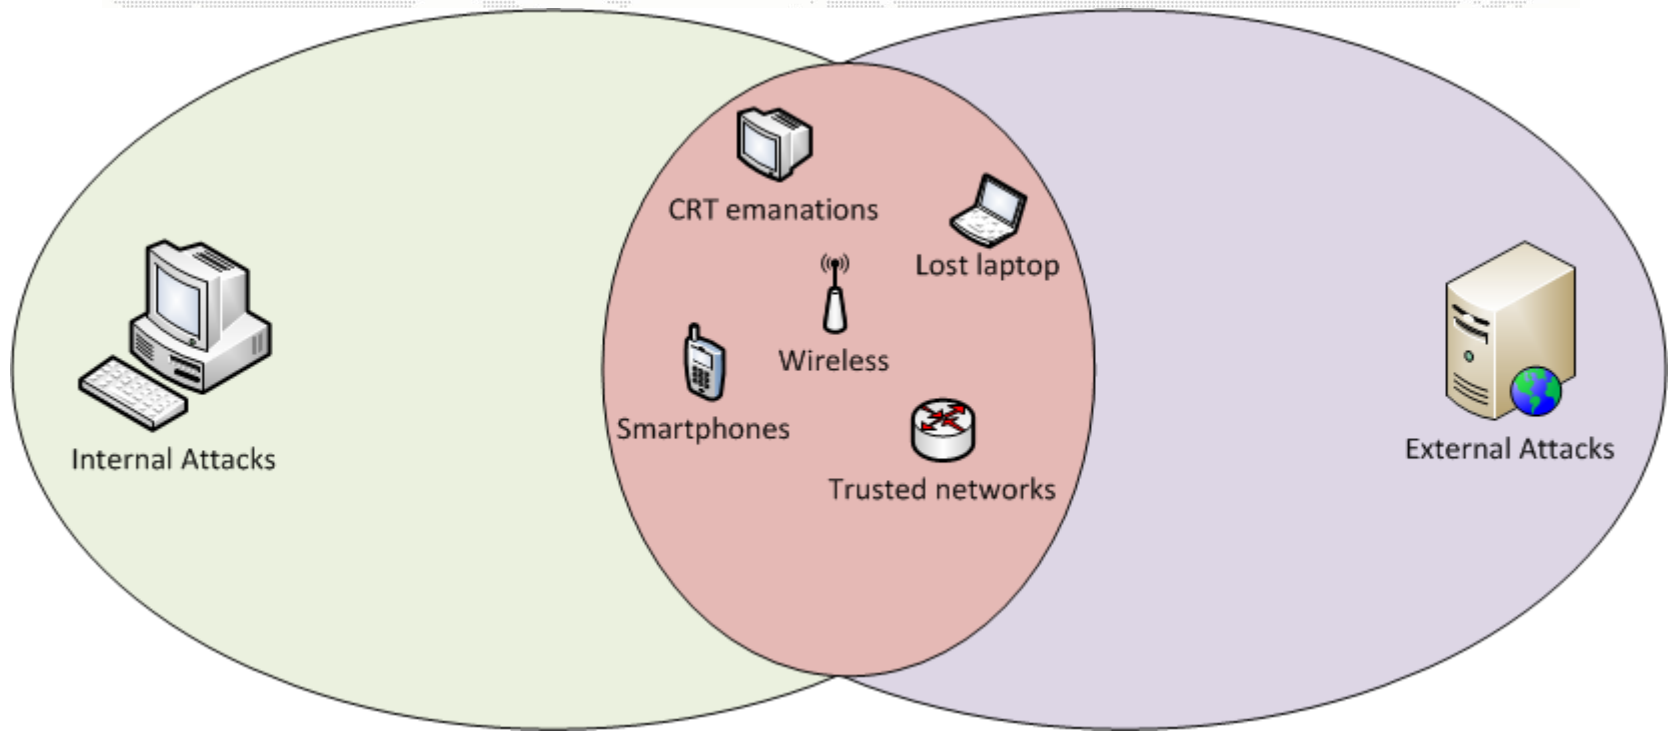 CRT emanations
Lost laptop
Wireless
Smartphones
Internal Attacks
External Attacks
Trusted networks